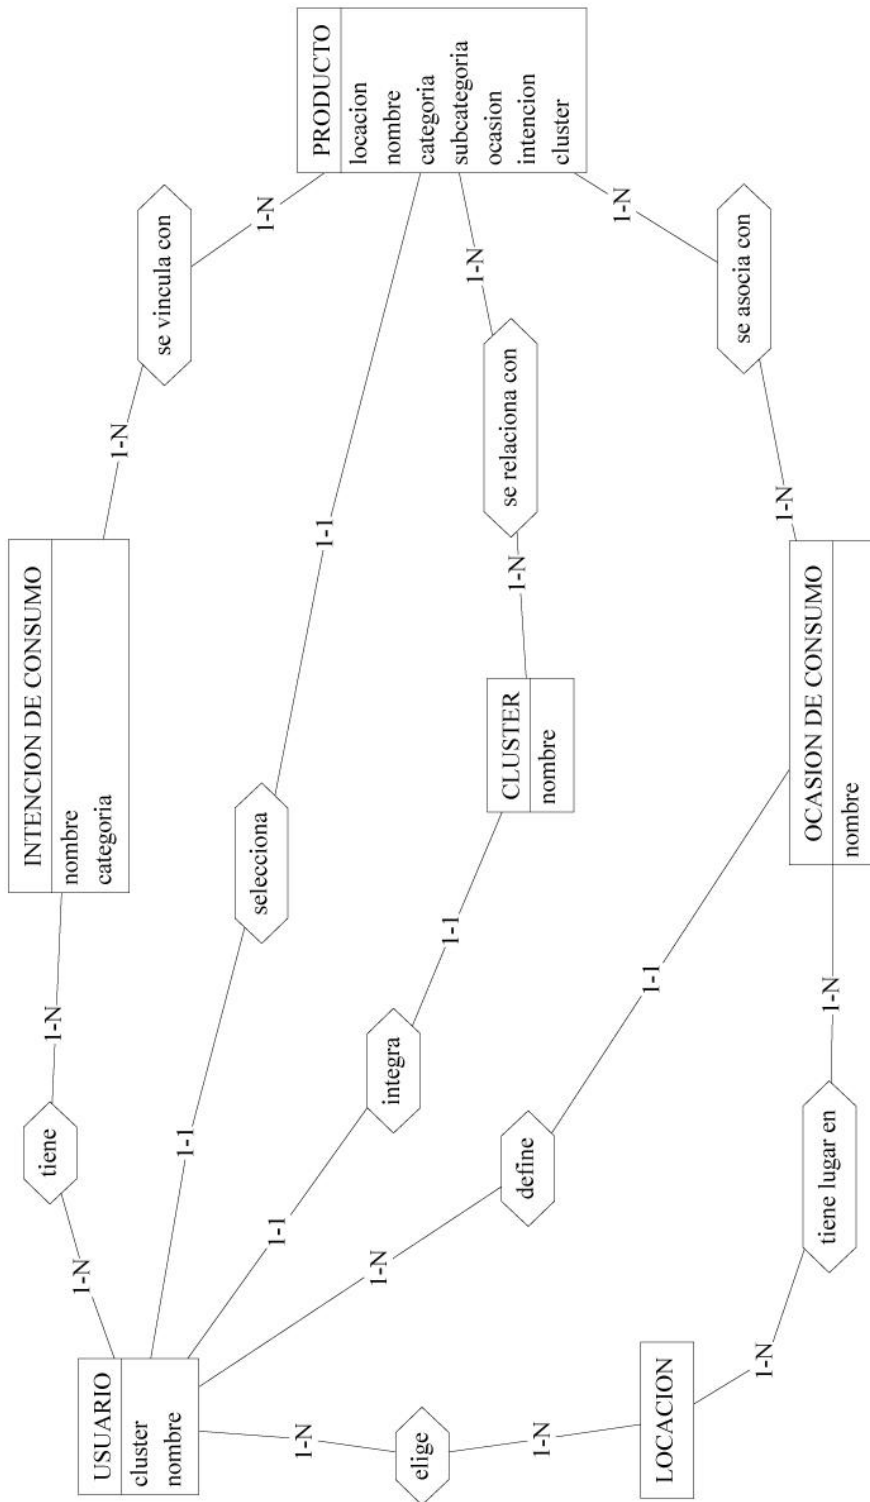 USUARIO
cluster
nombre
1-N
tiene
1-N
INTENCION DE CONSUMO
nombre
categoria
1-N
se vincula con
1-N
PRODUCTO
locacion
nombre
categoria
subcategoria
ocasion
intencion
cluster
1-1
selecciona
1-1
1-1
integra
1-1
CLUSTER
nombre
1-N
se relaciona con
1-N
1-N
define
1-1
1-N
elige
1-N
LOCACION
1-N
tiene lugar en
1-N
OCASION DE CONSUMO
nombre
1-N
se asocia con
1-N